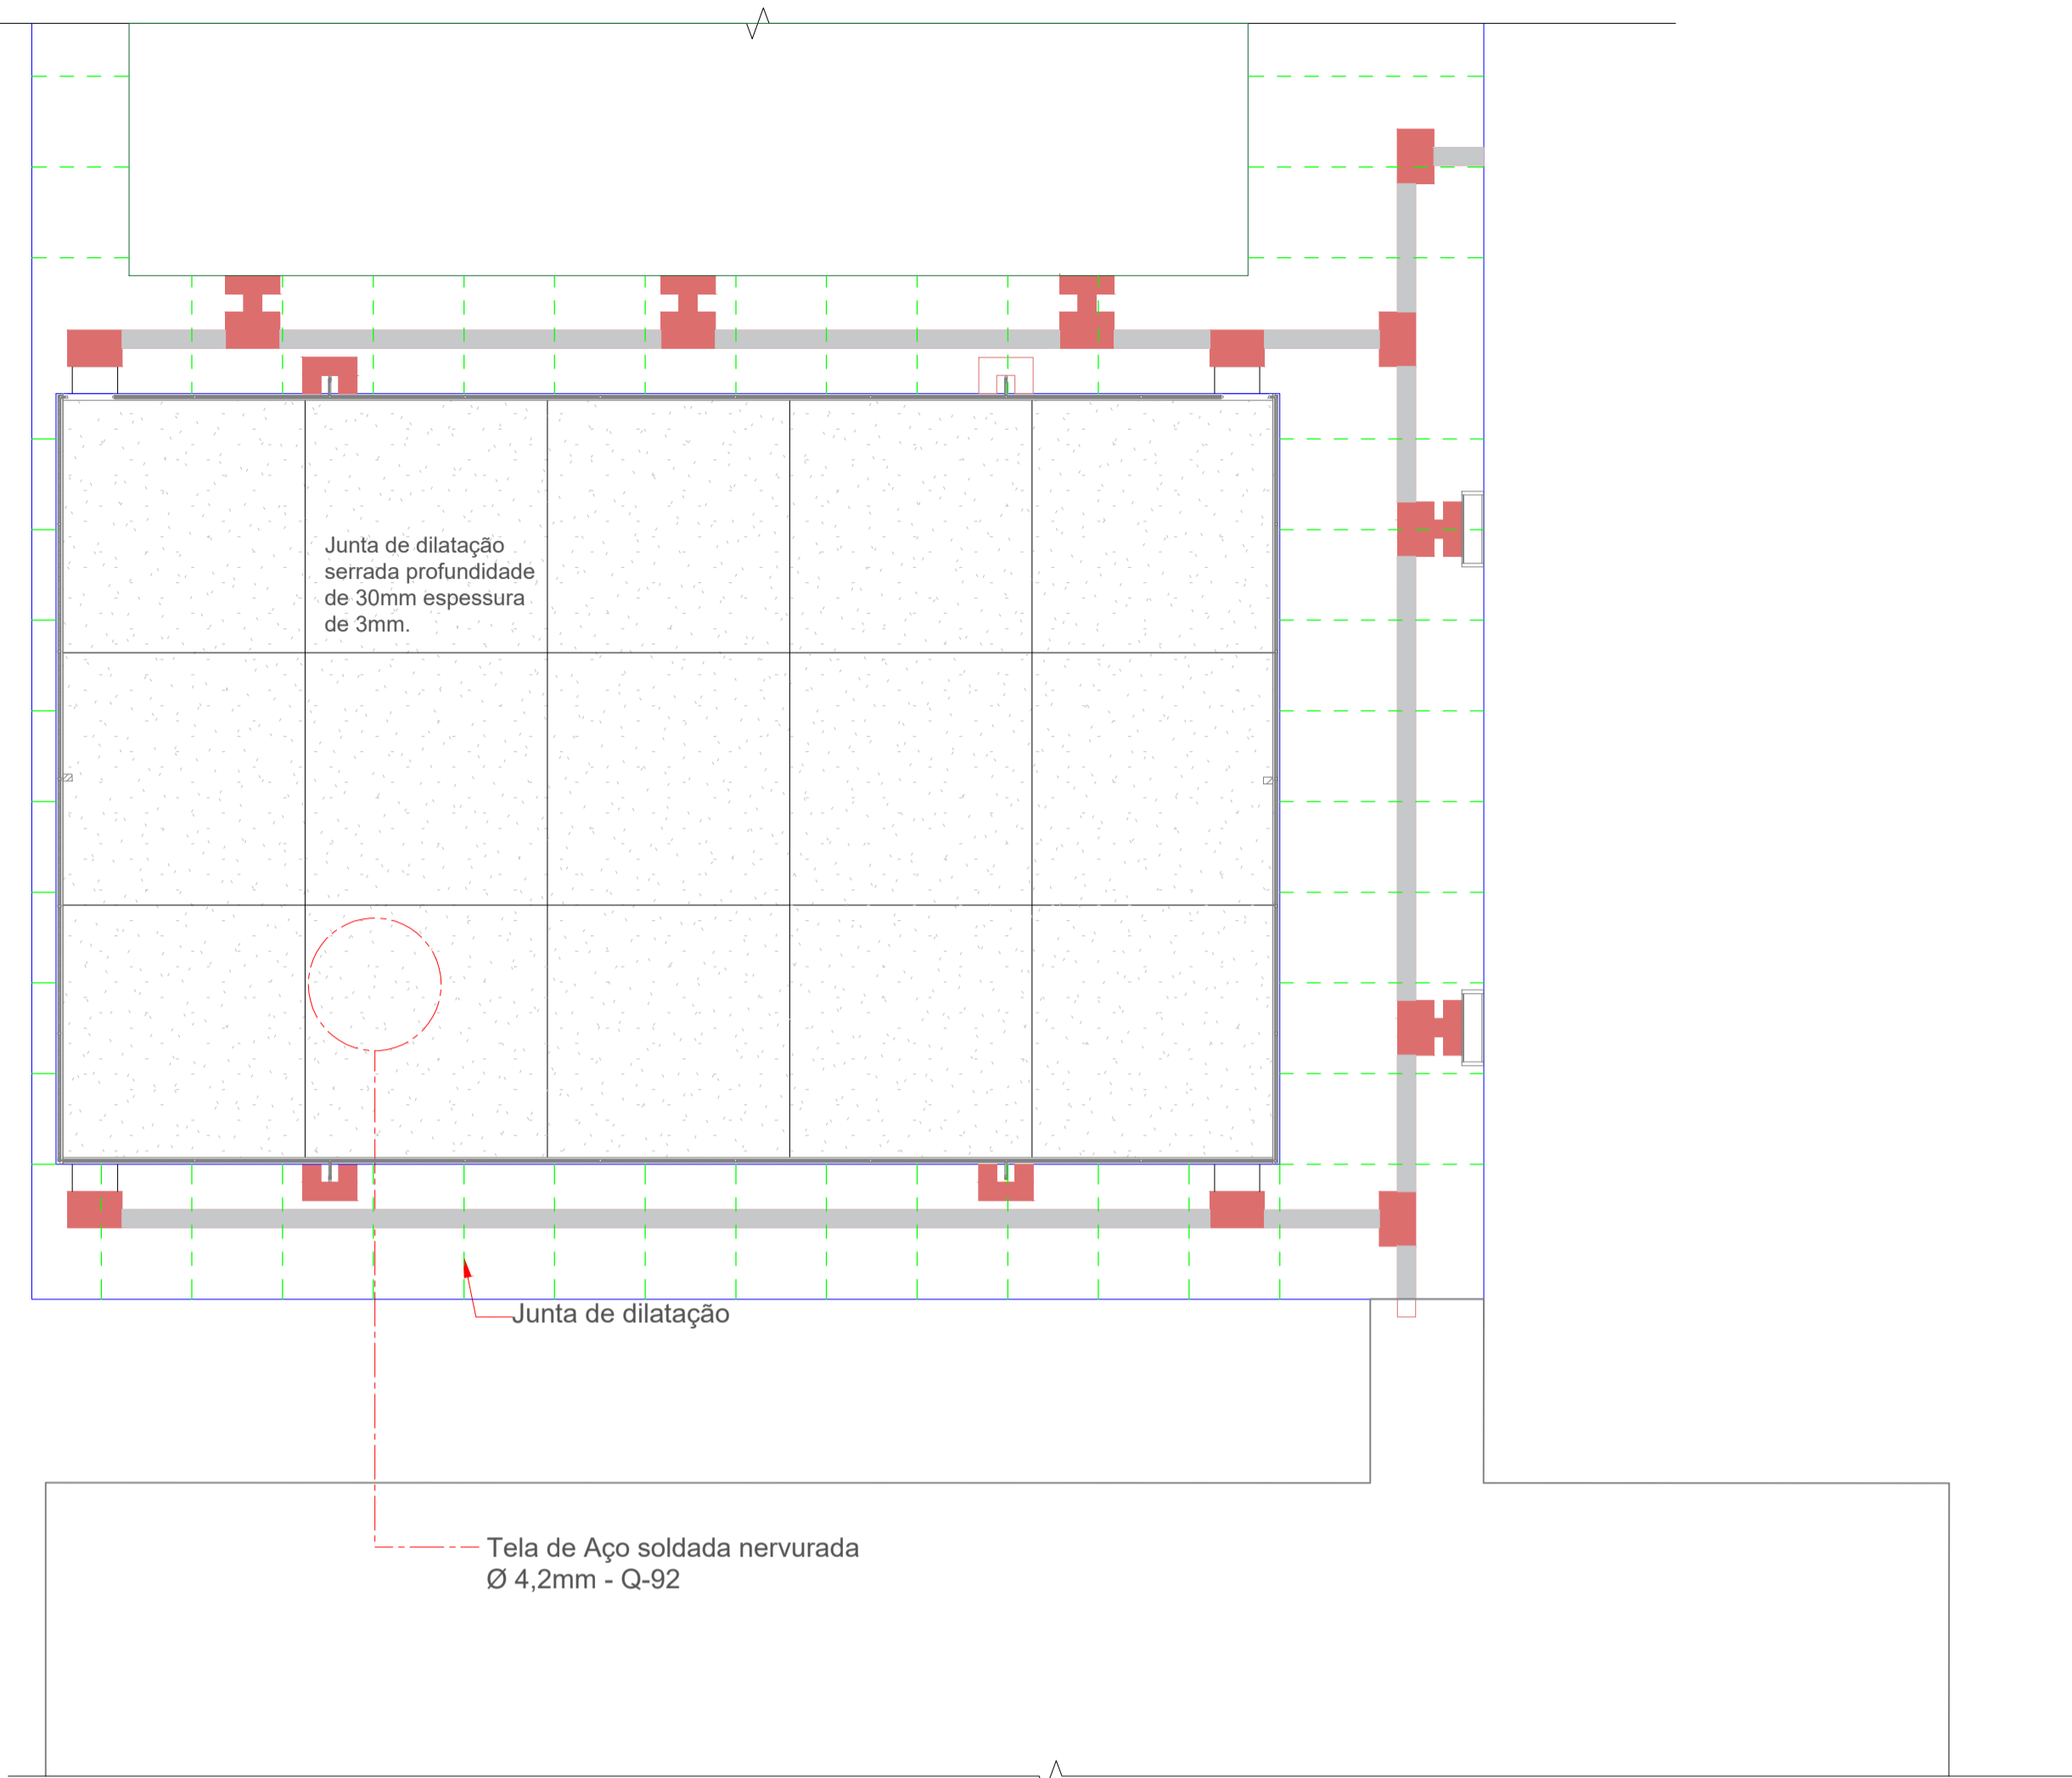 Junta de dilatação
serrada profundidade
de 30mm espessura
de 3mm.
Junta de dilatação
Tela de Aço soldada nervurada
Ø 4,2mm - Q-92